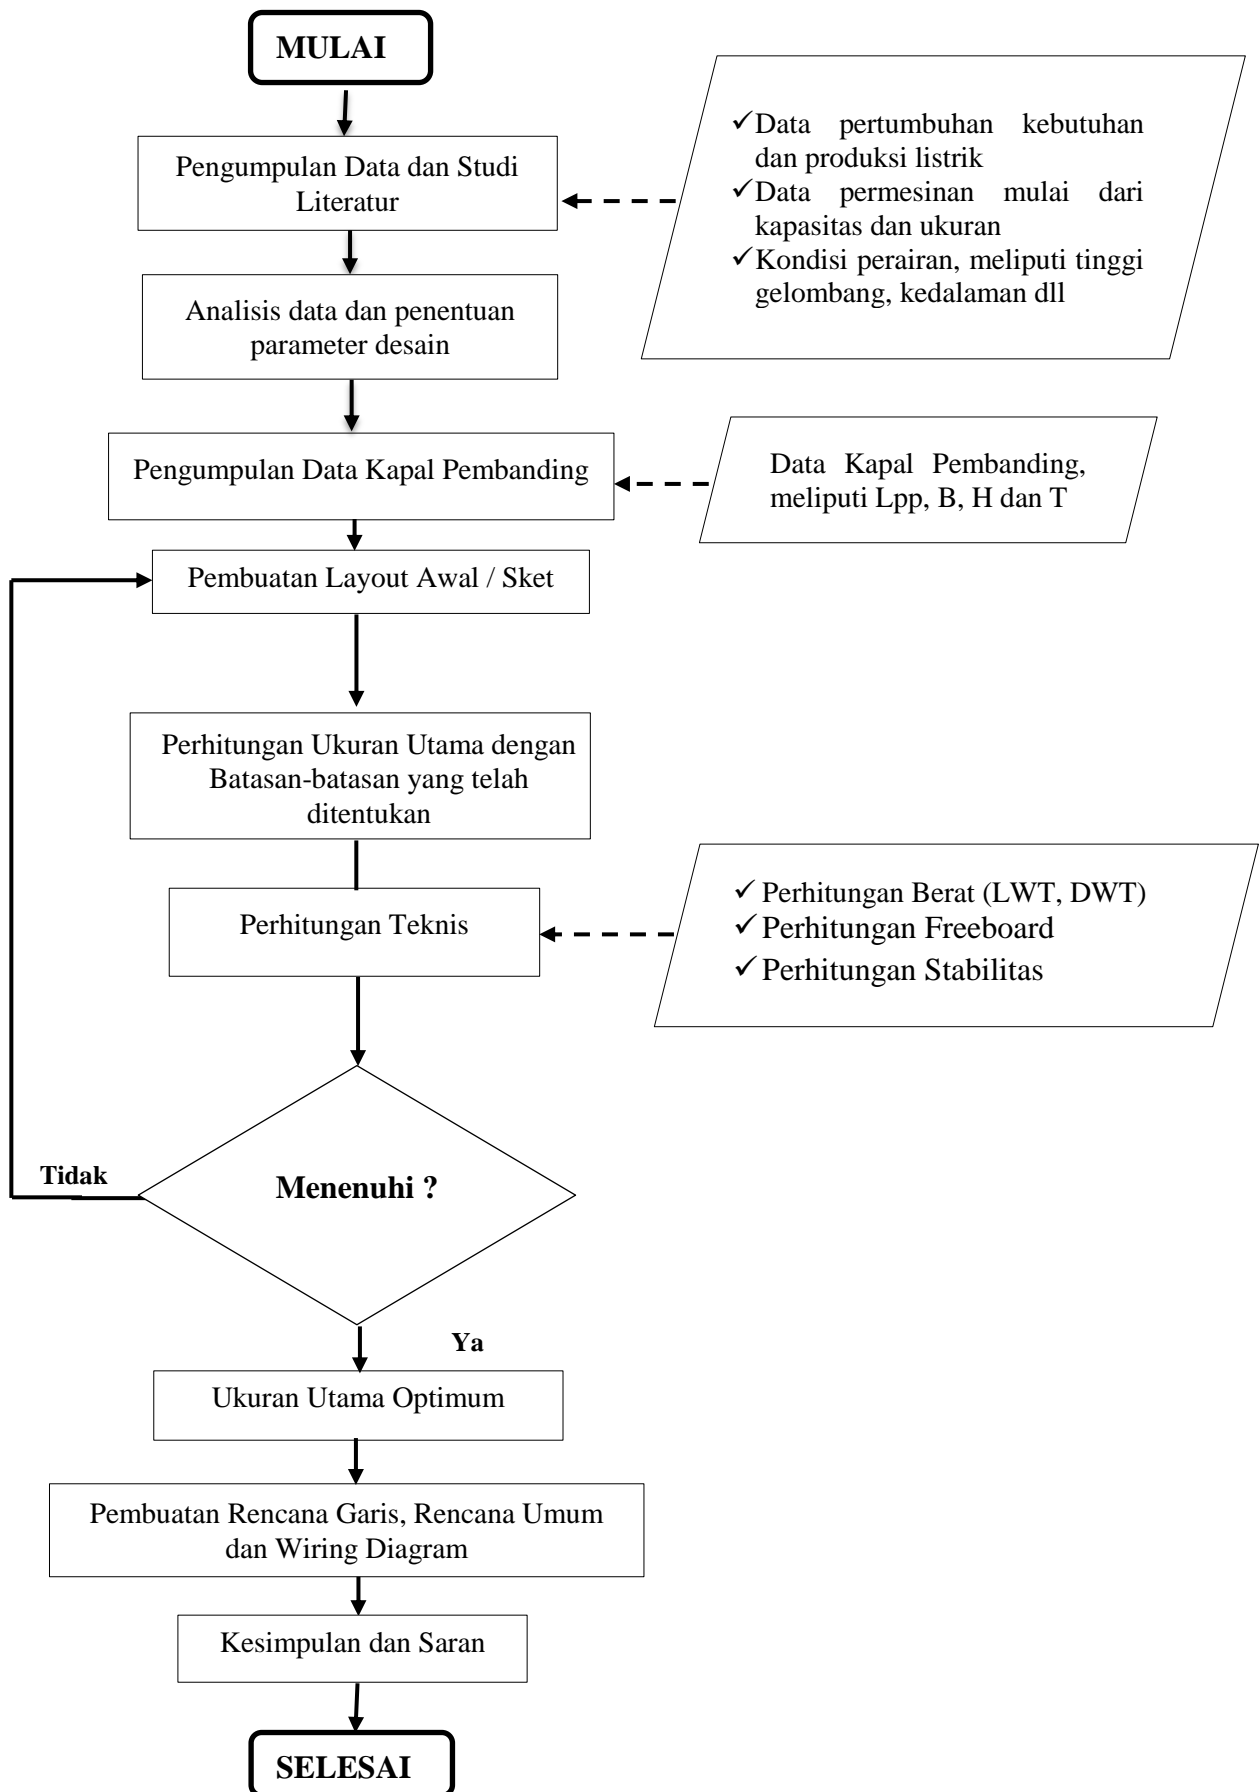 MULAI
Pengumpulan Data dan Studi
Literatur
✓Data pertumbuhan kebutuhan
dan produksi listrik
✓Data permesinan mulai dari
kapasitas dan ukuran
✓Kondisi perairan, meliputi tinggi
gelombang, kedalaman dll
Analisis data dan penentuan
parameter desain
Pengumpulan Data Kapal Pembanding
Data Kapal Pembanding,
meliputi Lpp, B, H dan T
Pembuatan Layout Awal / Sket
Perhitungan Ukuran Utama dengan
Batasan-batasan yang telah
ditentukan
Perhitungan Teknis
✓ Perhitungan Berat (LWT, DWT)
✓ Perhitungan Freeboard
✓ Perhitungan Stabilitas
Tidak
Menenuhi ?
Ya
Ukuran Utama Optimum
Pembuatan Rencana Garis, Rencana Umum
dan Wiring Diagram
Kesimpulan dan Saran
SELESAI